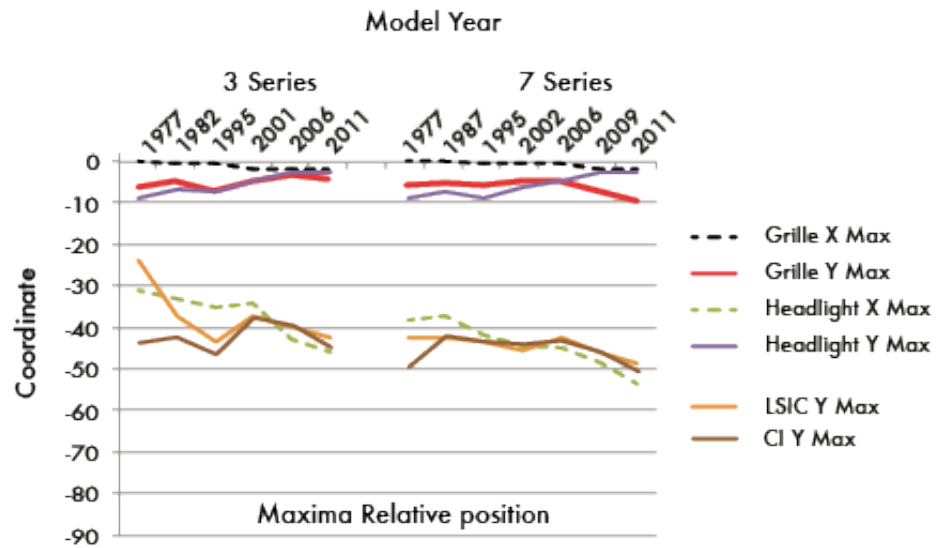 Model Year
3 Series 7 Series
1977 1982 1995 2001 2006 2011 1977 1987 1995 2002 2006 2009 2011
0
-10
-20
-30
-40
-50
-60
-70
-80
-90
Coordinate
Grille X Max
Grille Y Max
Headlight X Max
Headlight Y Max
LSIC Y Max
CI Y Max
Maxima Relative position